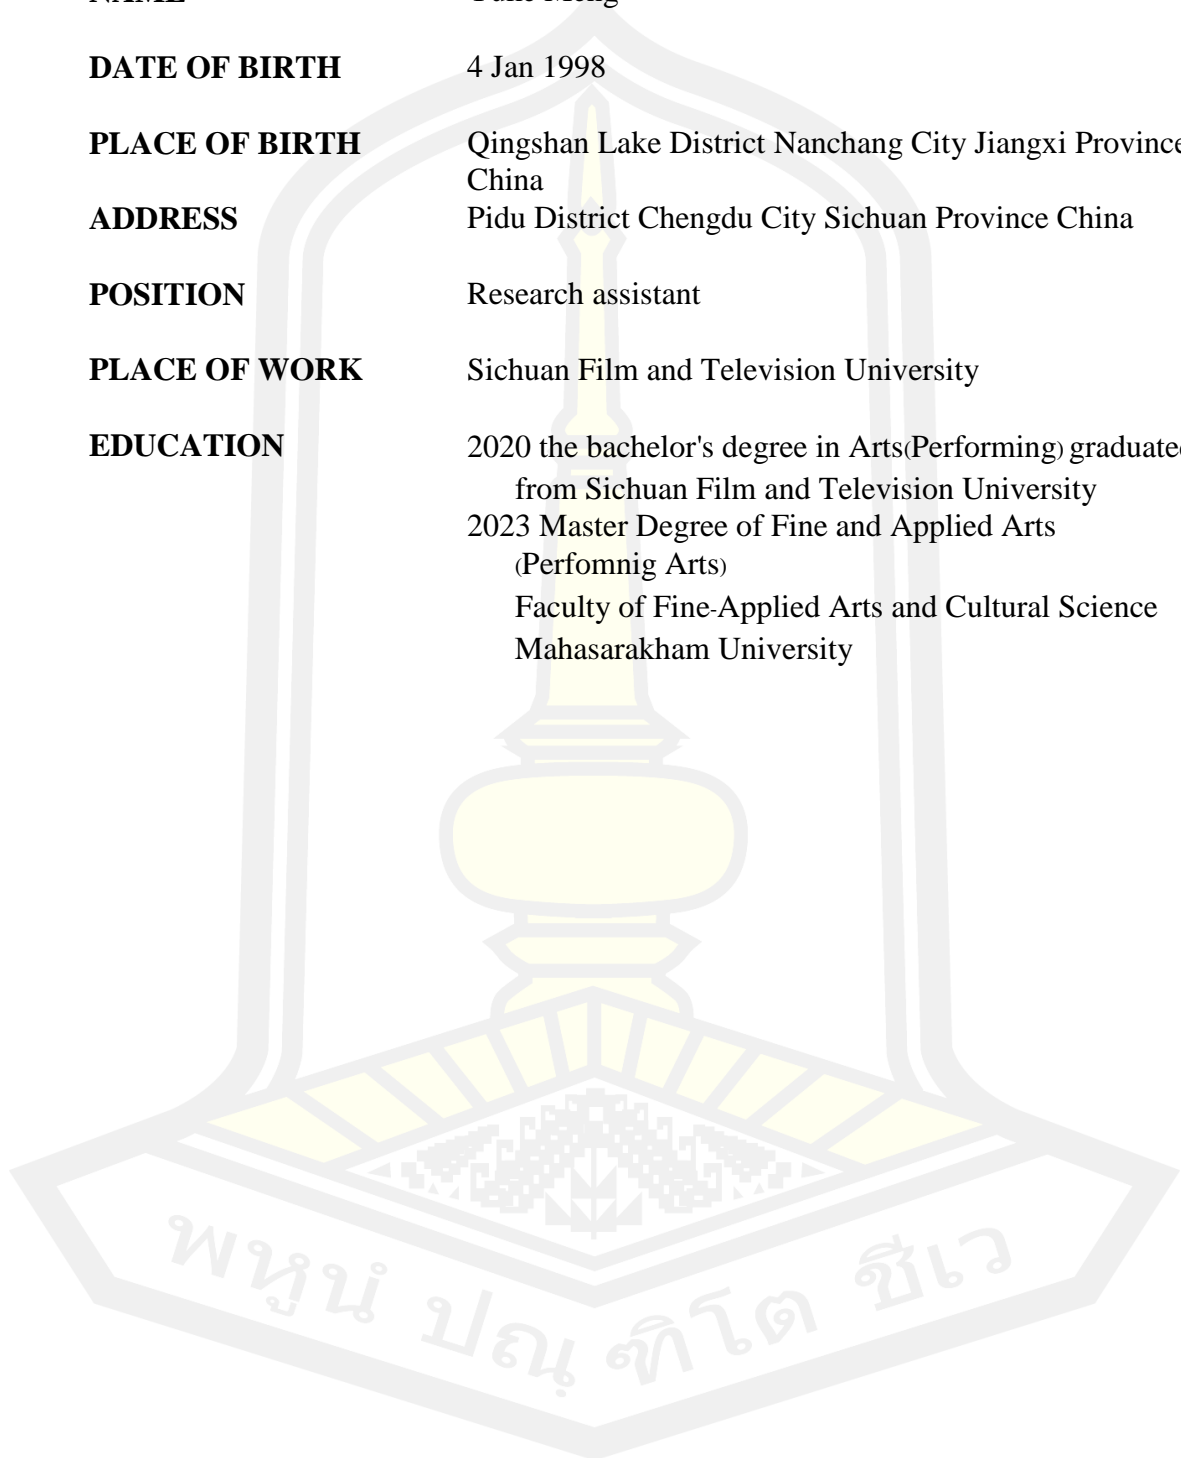 NAME Meng
DATE OF BIRTH 4 Jan 1998
PLACE OF BIRTH Qingshan Lake District Nanchang City Jiangxi Province
China
ADDRESS Pidu District Chengdu City Sichuan Province China
POSITION Research assistant
PLACE OF WORK Sichuan Film and Television University
EDUCATION 2020 the bachelor's degree in Arts(Performing) graduated
from Sichuan Film and Television University
2023 Master Degree of Fine and Applied Arts
(Perfomnig Arts)
Faculty of Fine-Applied Arts and Cultural Science
Mahasarakham University
พหูนํ ปณฺฑิโต ชีเว